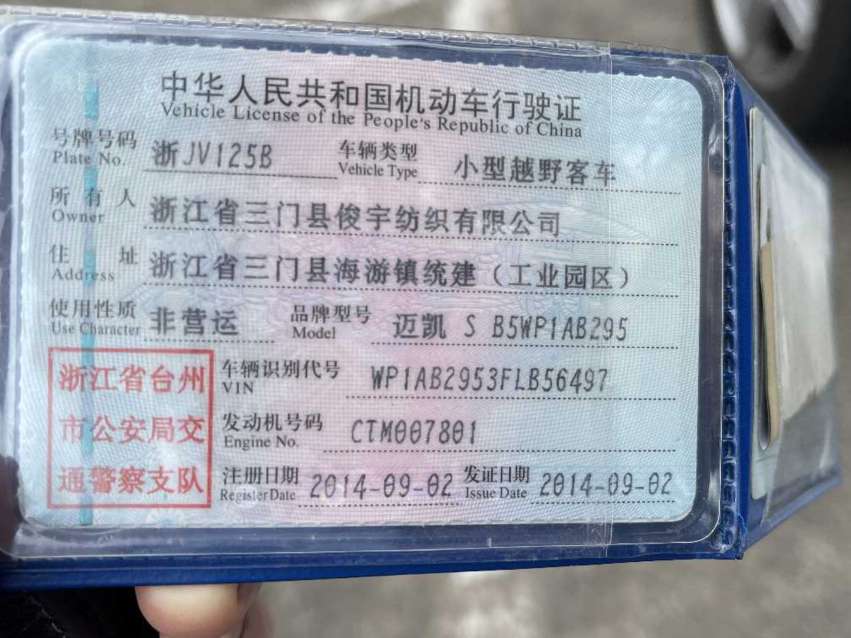 中华人民共和国机动车行驶证
Vehicle License of the People's Republic of China
号牌号码 浙JV125B 车辆类型 小型越野客车
Plate No. Vehicle Type
所有人 浙江省三门县俊宇纺织有限公司
Owner
住址 浙江省三门县海游镇统建（工业园区）
Address
使用性质 非营运 品牌型号 迈凯 S B5WP1AB295
Use Character Model
浙江省台州
市公安局交
通警察支队
车辆识别代号 WP1AB2953FLB56497
VIN
发动机号码 CTM007801
Engine No.
注册日期 2014-09-02 发证日期 2014-09-02
Register Date Issue Date